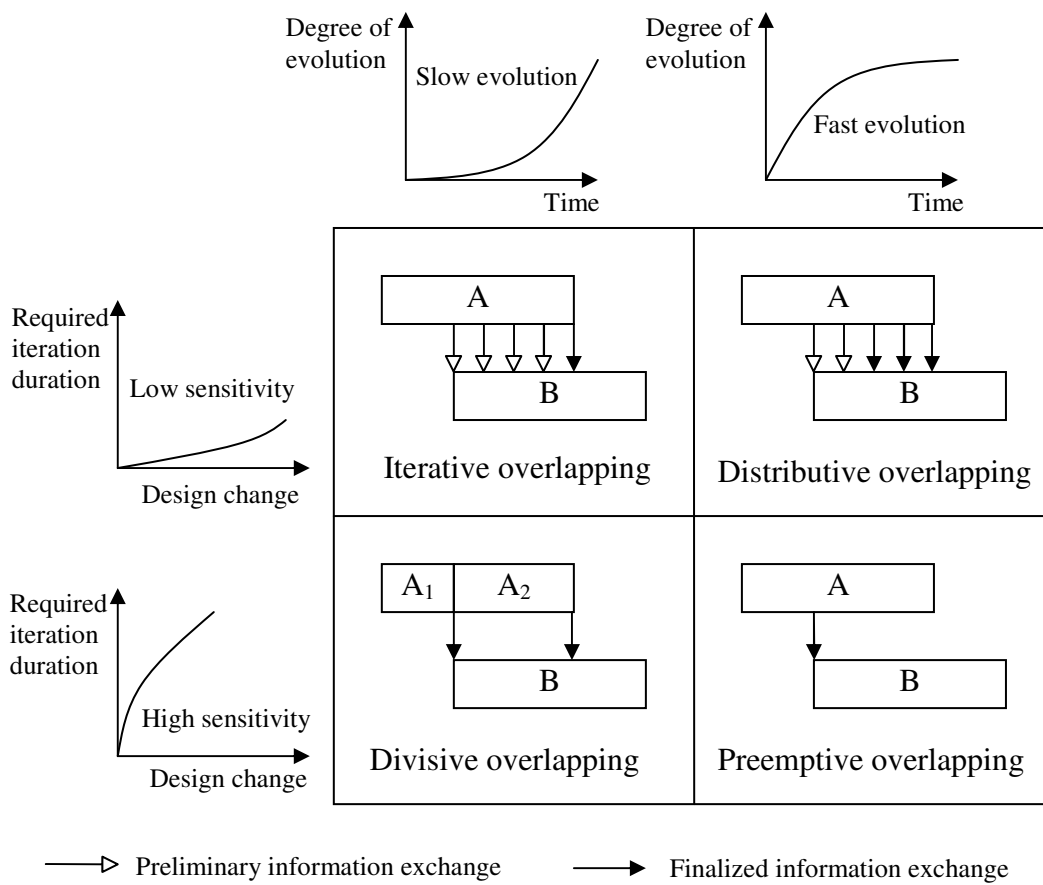 Degree of
evolution
Slow evolution
Time
Degree of
evolution
Fast evolution
Time
Required
iteration
duration
Low sensitivity
Design change
A
B
Iterative overlapping
A
B
Distributive overlapping
Required
iteration
duration
High sensitivity
Design change
A₁ A₂
B
Divisive overlapping
A
B
Preemptive overlapping
Preliminary information exchange
Finalized information exchange